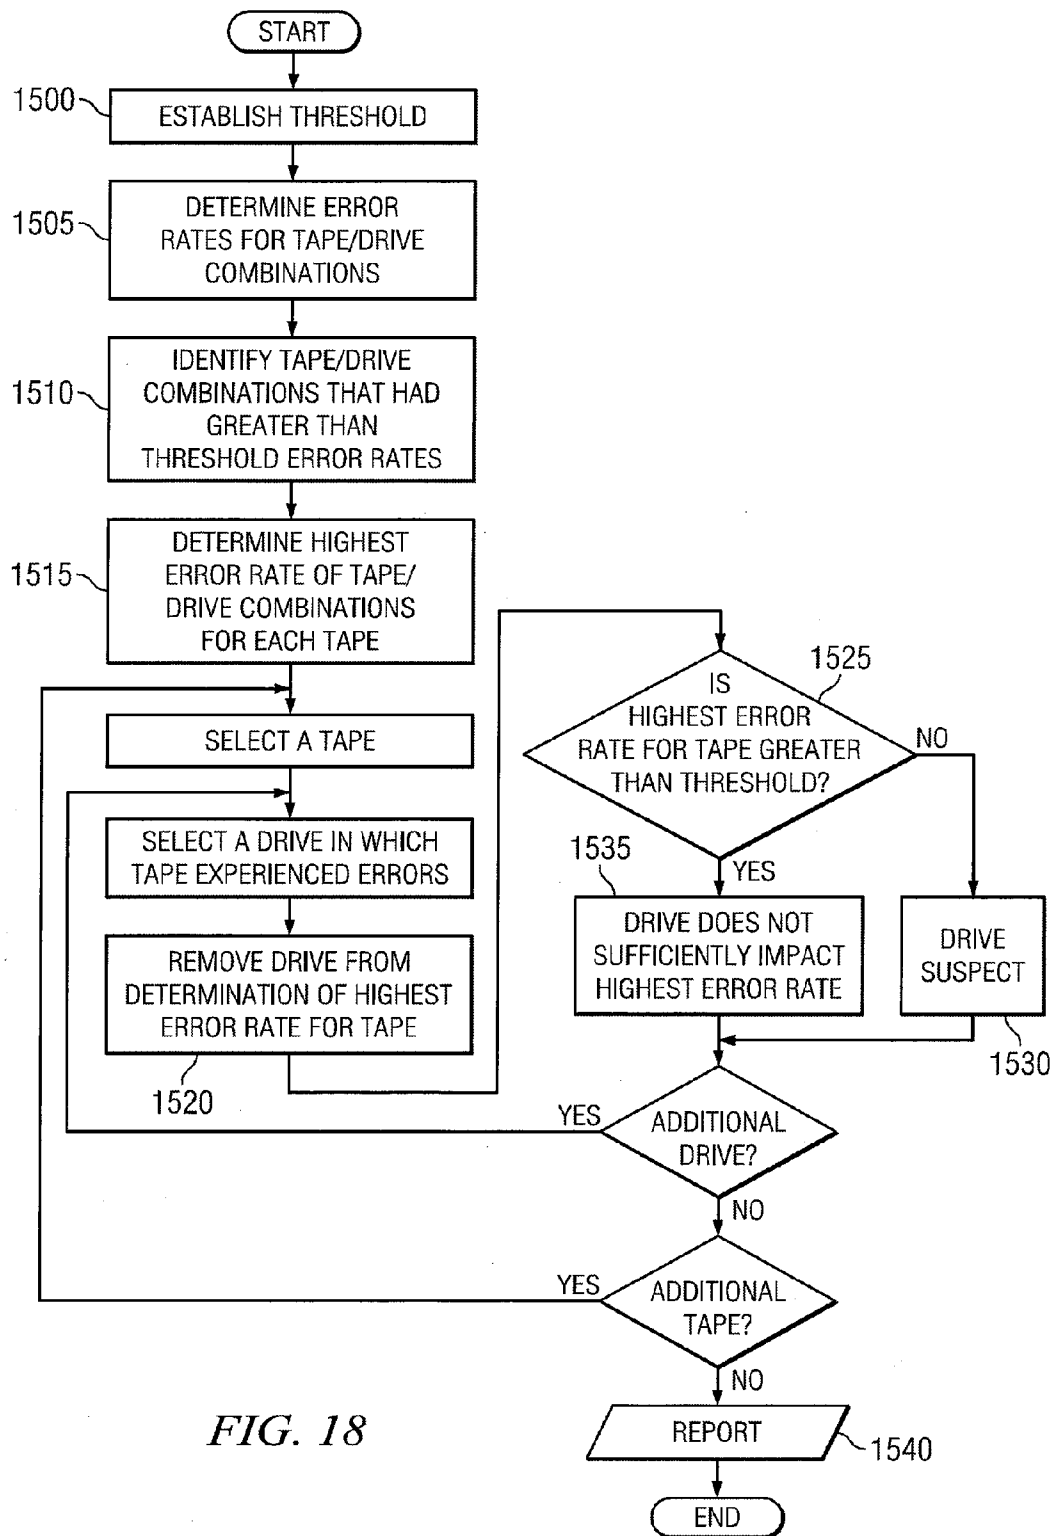 START
1500
ESTABLISH THRESHOLD
1505
DETERMINE ERROR
RATES FOR TAPE/DRIVE
COMBINATIONS
1510
IDENTIFY TAPE/DRIVE
COMBINATIONS THAT HAD
GREATER THAN
THRESHOLD ERROR RATES
1515
DETERMINE HIGHEST
ERROR RATE OF TAPE/
DRIVE COMBINATIONS
FOR EACH TAPE
SELECT A TAPE
SELECT A DRIVE IN WHICH
TAPE EXPERIENCED ERRORS
REMOVE DRIVE FROM
DETERMINATION OF HIGHEST
ERROR RATE FOR TAPE
1520
1525
IS
HIGHEST ERROR
RATE FOR TAPE GREATER
THAN THRESHOLD?
NO
YES
1535
DRIVE DOES NOT
SUFFICIENTLY IMPACT
HIGHEST ERROR RATE
DRIVE
SUSPECT
1530
YES
ADDITIONAL
DRIVE?
NO
YES
ADDITIONAL
TAPE?
NO
REPORT
1540
END
FIG. 18